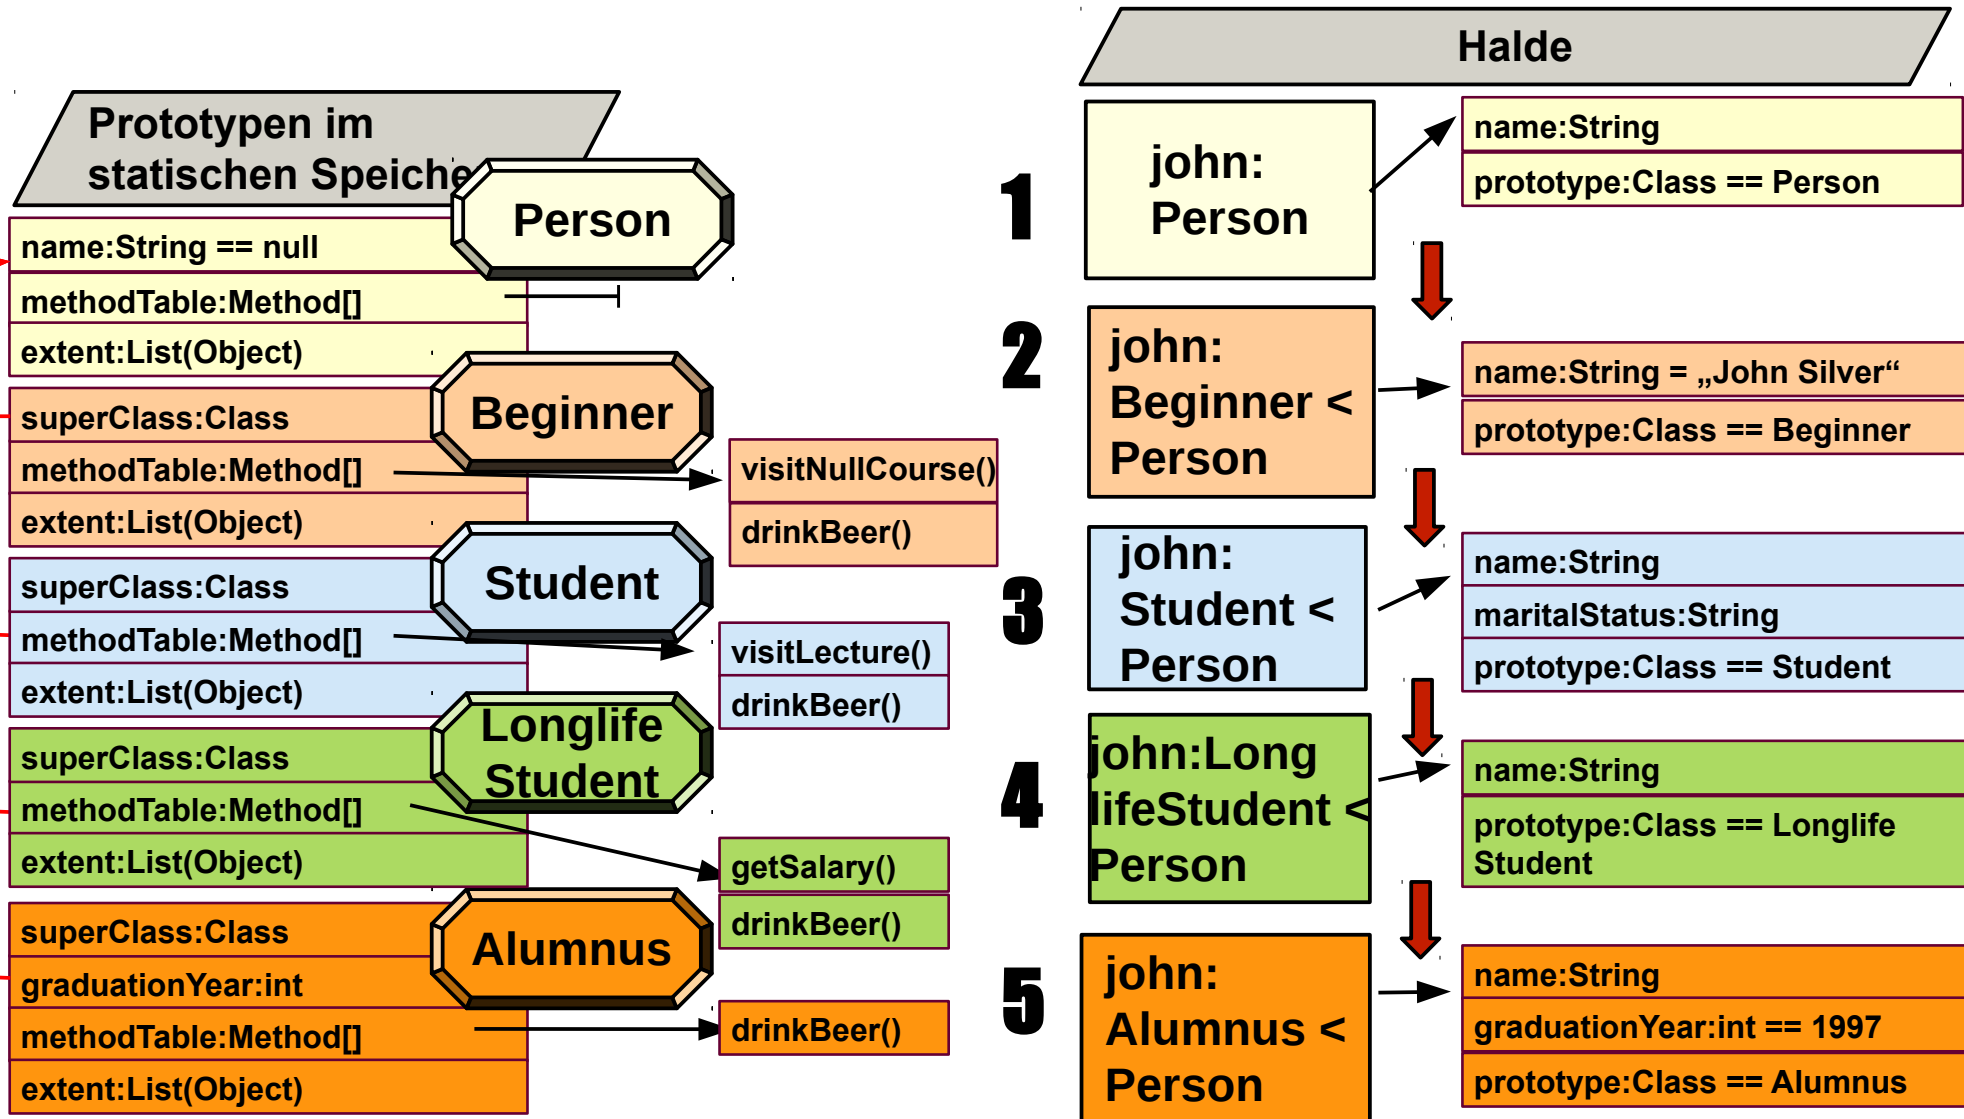 Prototypen im
statischen Speiche
Person
name:String == null
methodTable:Method[]
extent:List(Object)
Beginner
superClass:Class
methodTable:Method[]
extent:List(Object)
visitNullCourse()
drinkBeer()
Student
superClass:Class
methodTable:Method[]
extent:List(Object)
visitLecture()
drinkBeer()
Longlife
Student
superClass:Class
methodTable:Method[]
extent:List(Object)
getSalary()
drinkBeer()
Alumnus
superClass:Class
graduationYear:int
methodTable:Method[]
extent:List(Object)
drinkBeer()
Halde
1
john:
Person
name:String
prototype:Class == Person
2
john:
Beginner <
Person
name:String = „John Silver“
prototype:Class == Beginner
3
john:
Student <
Person
name:String
maritalStatus:String
prototype:Class == Student
4
john:Long
lifeStudent <
Person
name:String
prototype:Class == Longlife
Student
5
john:
Alumnus <
Person
name:String
graduationYear:int == 1997
prototype:Class == Alumnus